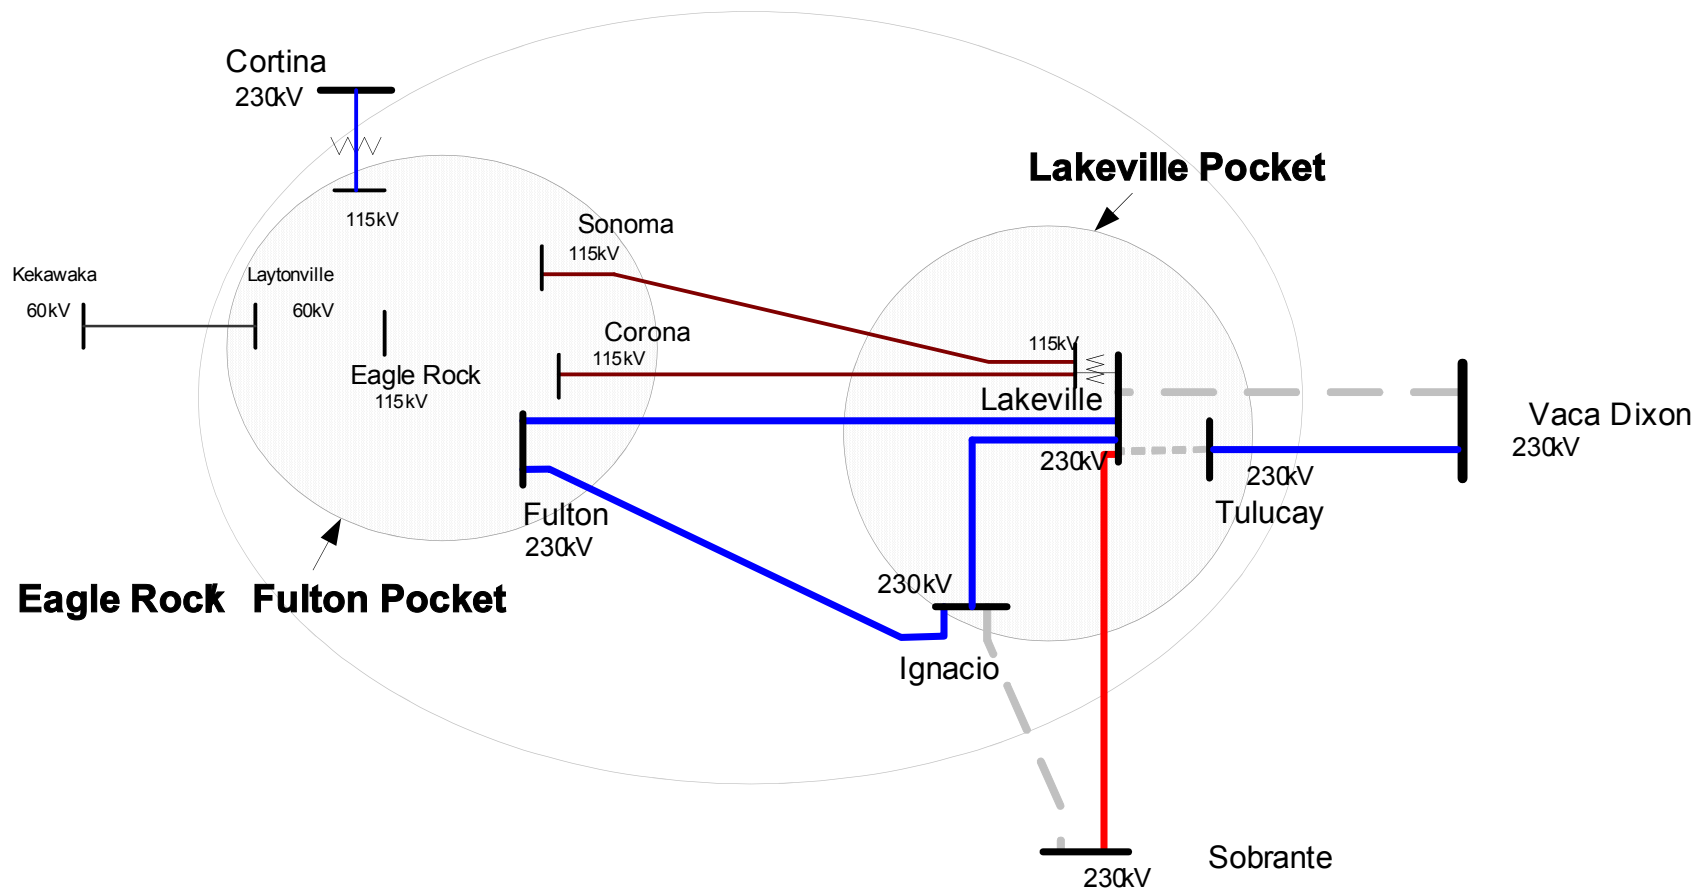 Cortina
230kV
115kV
Lakeville Pocket
Sonoma
115kV
Kekawaka
60kV
Laytonville
60kV
Corona
115kV
115kV
Eagle Rock
115kV
Lakeville
230kV
Vaca Dixon
230kV
230kV
Tulucay
Fulton
230kV
Eagle Rock Fulton Pocket
230kV
Ignacio
Sobrante
230kV